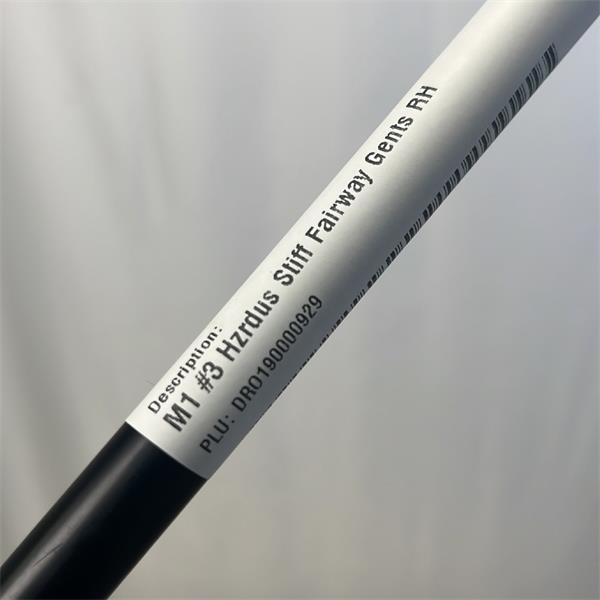 Description:
M1 #3 Hzrdus Stiff Fairway Gents RH
PLU: DRO190000929